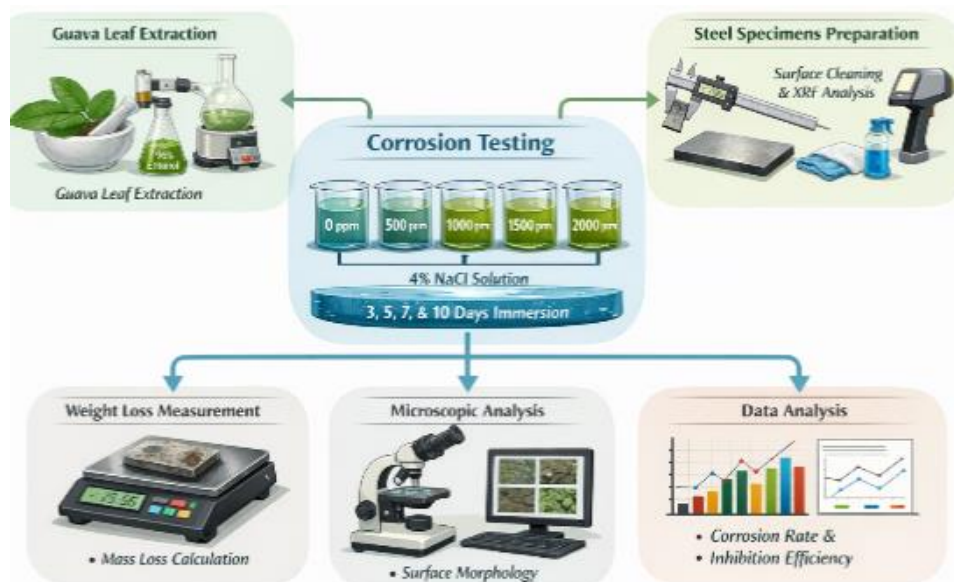 Guava Leaf Extraction
96%
Ethanol
Guava Leaf Extraction
Steel Specimens Preparation
Surface Cleaning
& XRF Analysis
Corrosion Testing
0 ppm
500 ppm
1000 ppm
1500 ppm
2000 ppm
4% NaCl Solution
3, 5, 7, & 10 Days Immersion
Weight Loss Measurement
• Mass Loss Calculation
Microscopic Analysis
• Surface Morphology
Data Analysis
• Corrosion Rate &
• Inhibition Efficiency